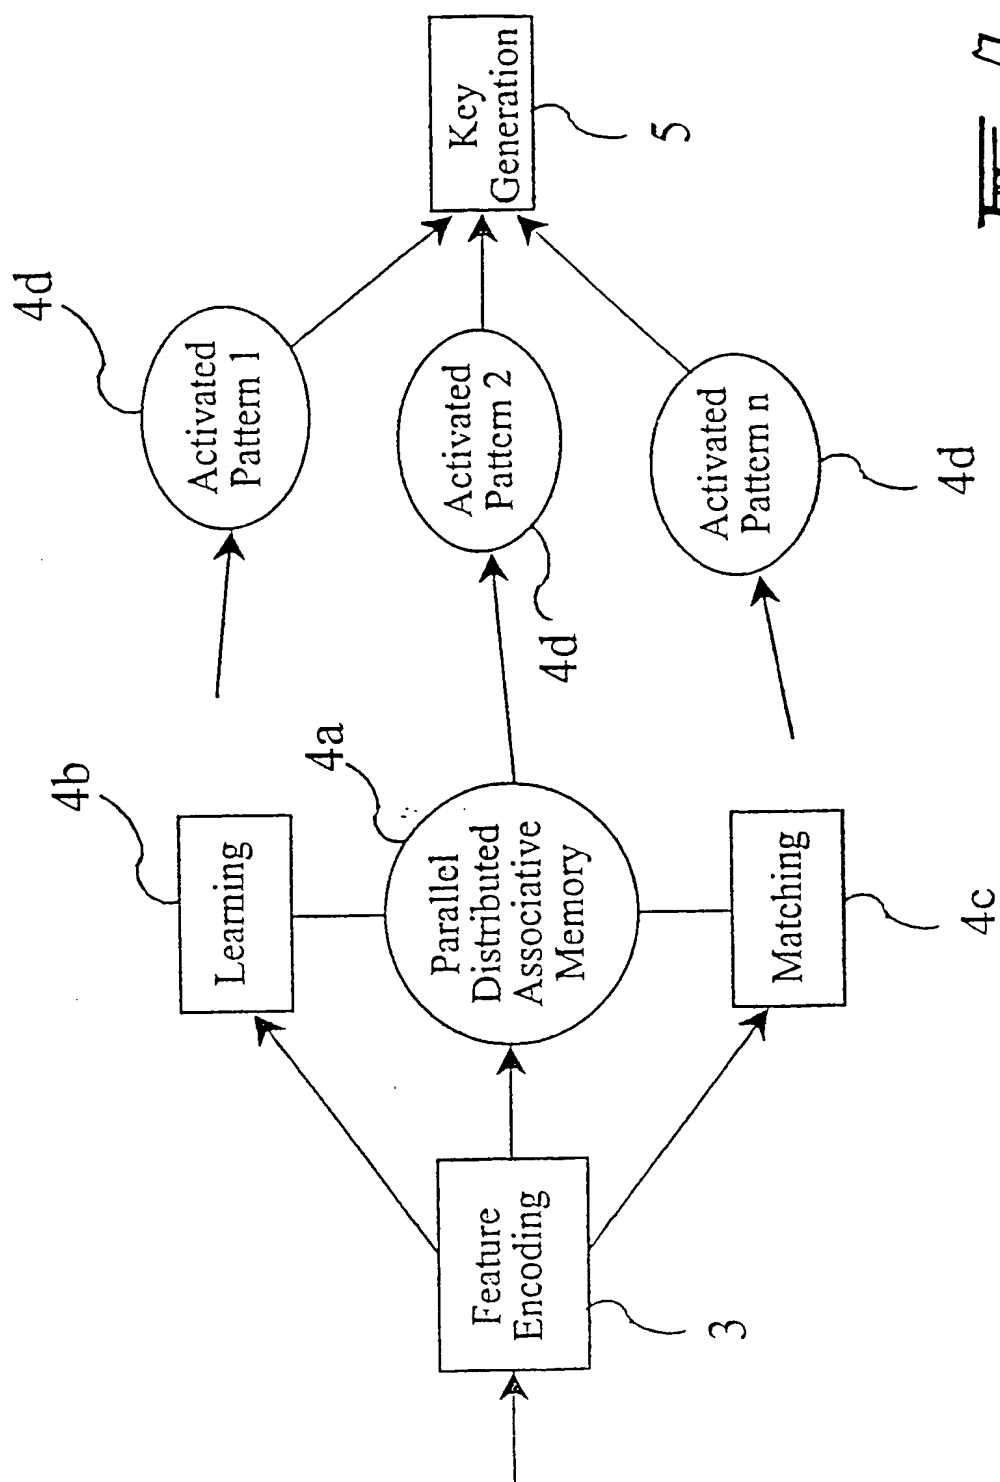 3
Feature
Encoding
4b
Learning
4a
Parallel
Distributed
Associative
Memory
Matching
4c
4d
Activated
Pattern 1
Activated
Pattern 2
4d
Activated
Pattern n
4d
Key
Generation
5